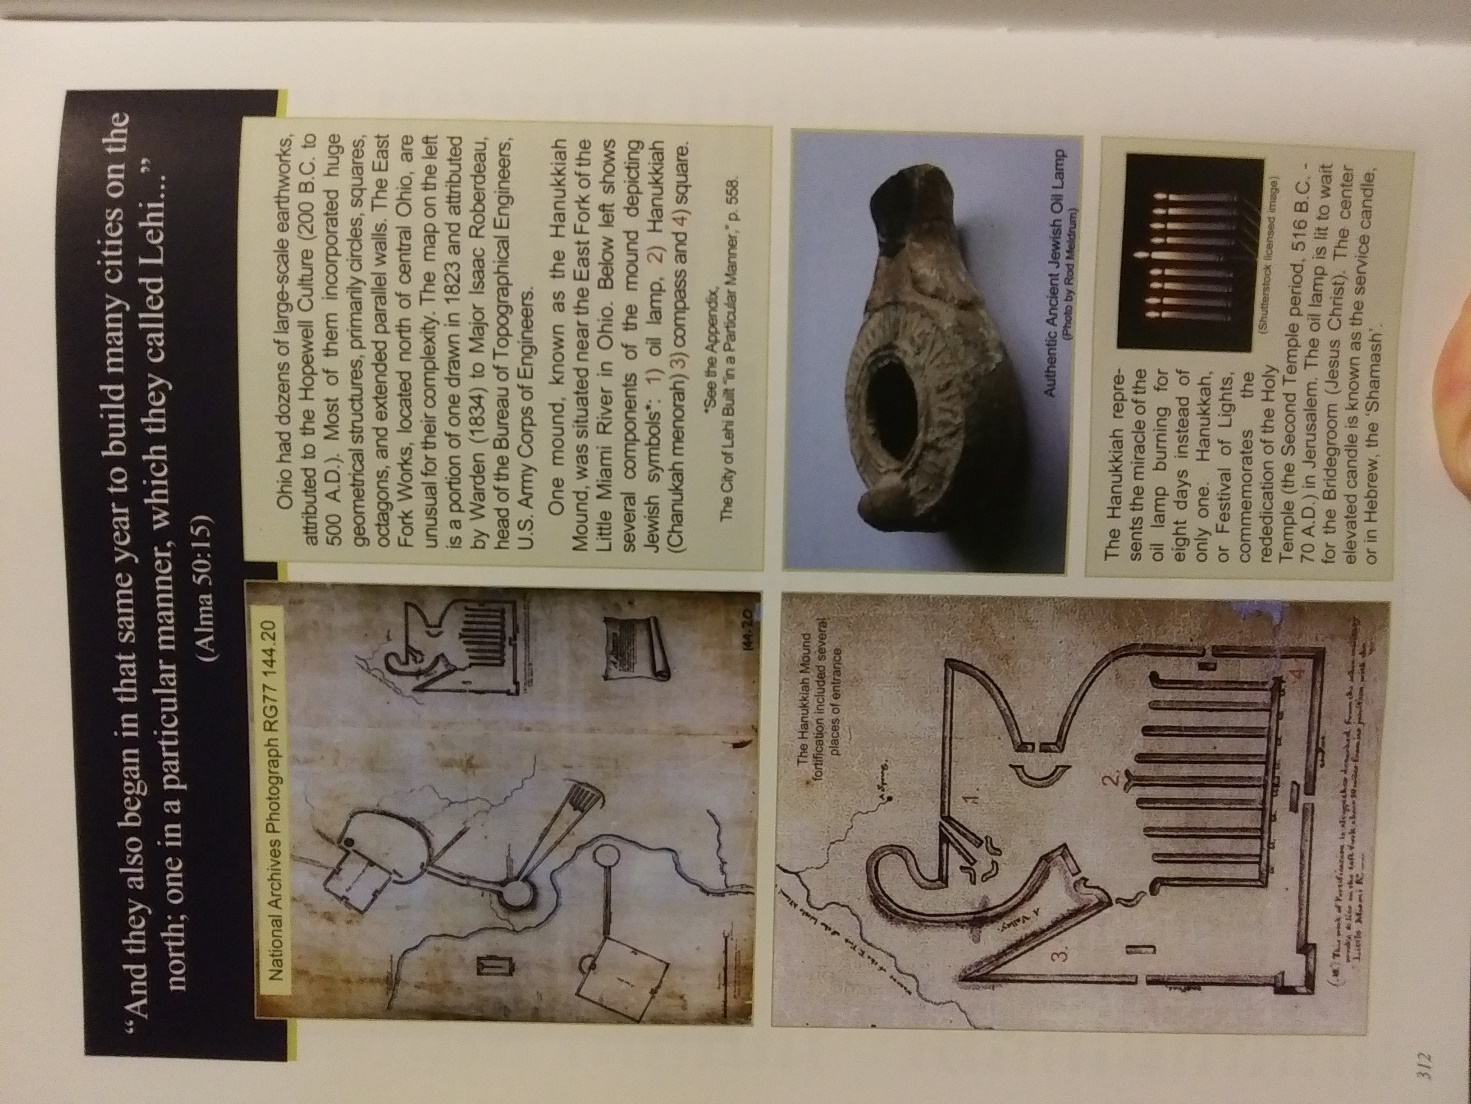 “And they also began in that same year to build many cities on the
north; one in a particular manner, which they called Lehi...”
(Alma 50:15)
National Archives Photograph RG77 144.20
144.20
Ohio had dozens of large-scale earthworks,
attributed to the Hopewell Culture (200 B.C. to
500 A.D.). Most of them incorporated huge
geometrical structures, primarily circles, squares,
octagons, and extended parallel walls. The East
Fork Works, located north of central Ohio, are
unusual for their complexity. The map on the left
is a portion of one drawn in 1823 and attributed
by Warden (1834) to Major Isaac Roberdeau,
head of the Bureau of Topographical Engineers,
U.S. Army Corps of Engineers.
One mound, known as the Hanukkiah
Mound, was situated near the East Fork of the
Little Miami River in Ohio. Below left shows
several components of the mound depicting
Jewish symbols*: 1) oil lamp, 2) Hanukkiah
(Chanukah menorah) 3) compass and 4) square.
*See the Appendix,
The City of Lehi Built "in a Particular Manner," p. 558.
The Hanukkiah Mound
fortification included several
places of entrance.
a Spring.
1.
2.
3.
4.
A Valley
(
) This work of Fortification is
Little Miami R.
Authentic Ancient Jewish Oil Lamp
(Photo by Rod Meldrum)
The Hanukkiah repre-
sents the miracle of the
oil lamp burning for
eight days instead of
only one. Hanukkah,
or Festival of Lights,
commemorates the
rededication of the Holy
Temple (the Second Temple period, 516 B.C. -
70 A.D.) in Jerusalem. The oil lamp is lit to wait
for the Bridegroom (Jesus Christ). The center
elevated candle is known as the service candle,
or in Hebrew, the ‘Shamash’.
(Shutterstock licensed image)
312